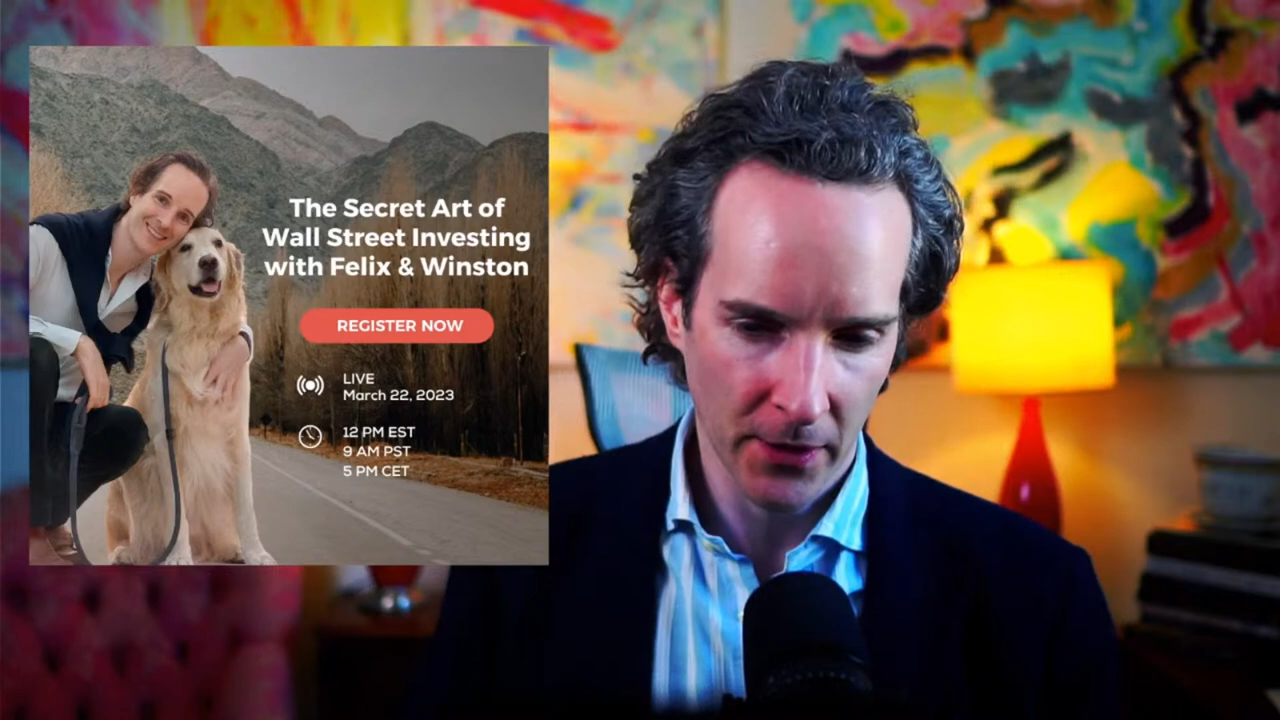 The Secret Art of
Wall Street Investing
with Felix & Winston
REGISTER NOW
LIVE
March 22, 2023
12 PM EST
9 AM PST
5 PM CET